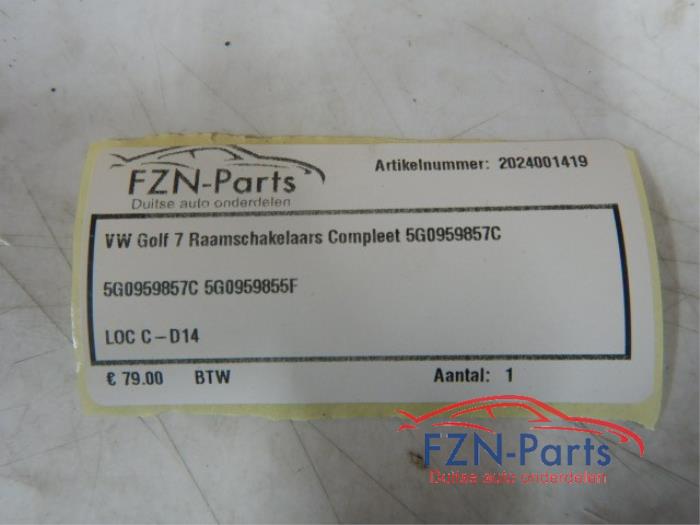 FZN-Parts
Duitse auto onderdelen
Artikelnummer: 2024001419
VW Golf 7 Raamschakelaars Compleet 5G0959857C
5G0959857C 5G0959855F
LOC C-D14
€ 79.00 BTW Aantal: 1
FZN-Parts
Duitse auto onderdelen